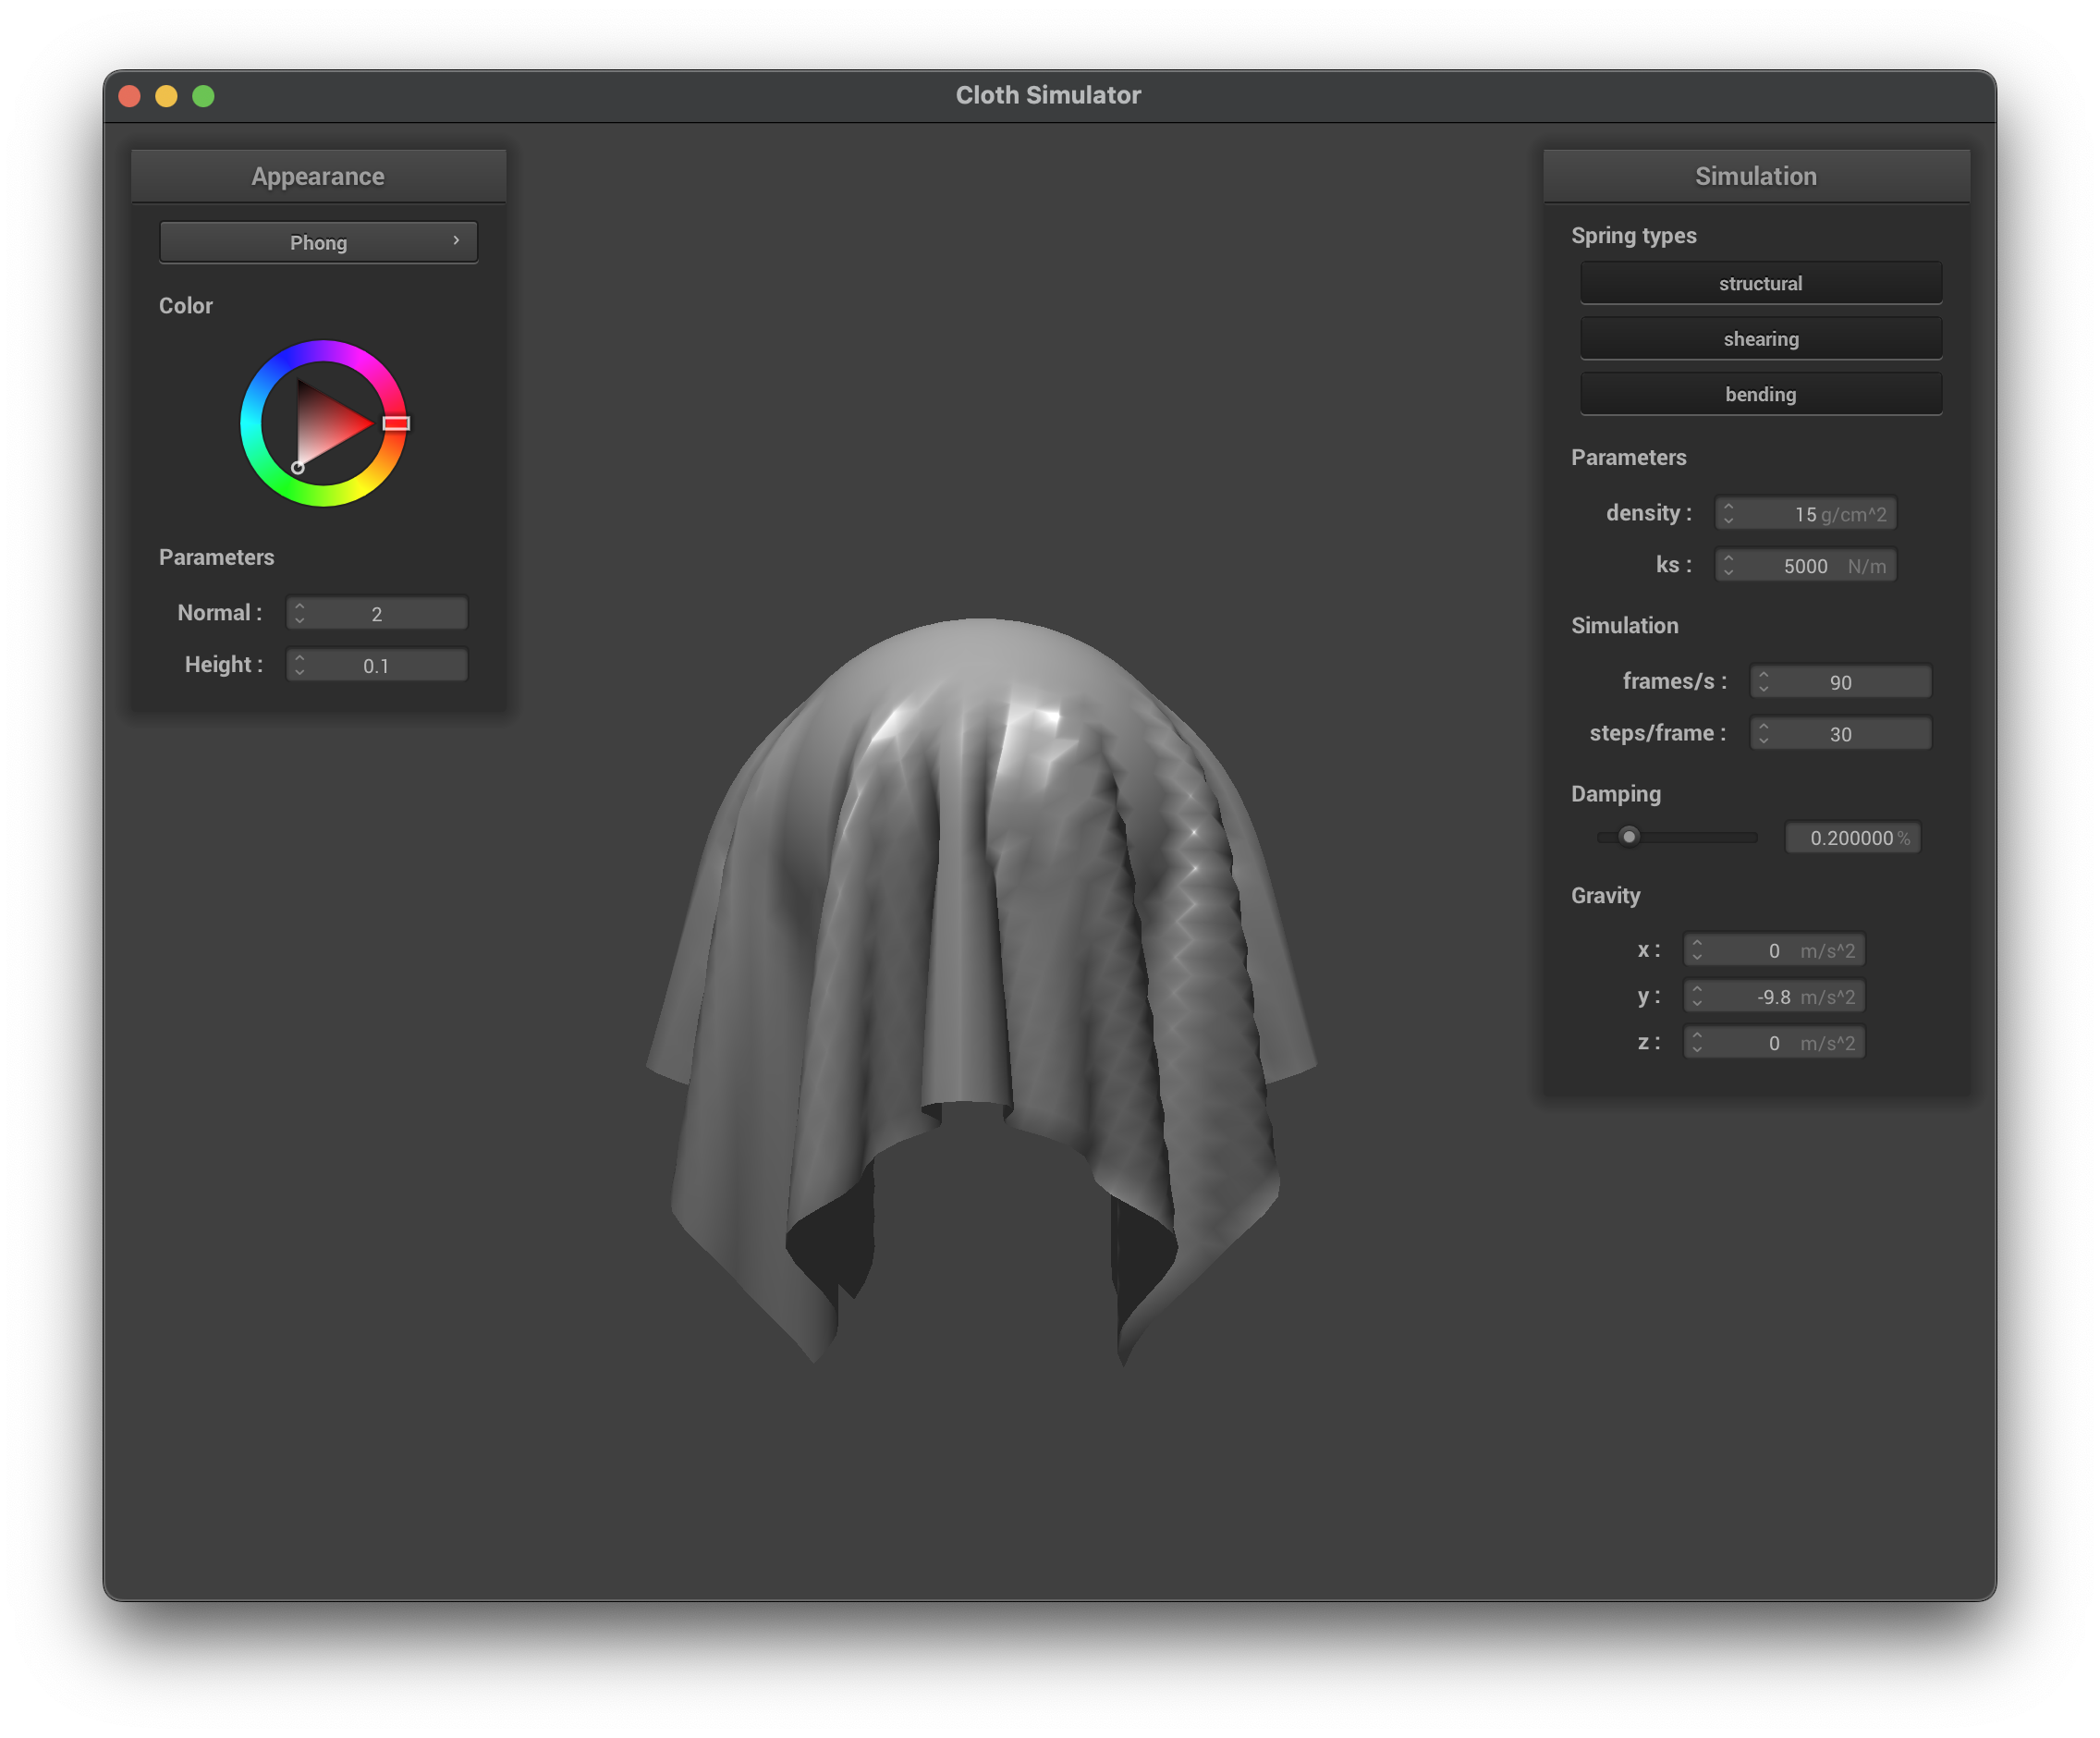 Cloth Simulator
Appearance
Phong
Color
Parameters
Normal : 2
Height : 0.1
Simulation
Spring types
structural
shearing
bending
Parameters
density : 15 g/cm^2
ks : 5000 N/m
Simulation
frames/s : 90
steps/frame : 30
Damping
0.200000 %
Gravity
x : 0 m/s^2
y : -9.8 m/s^2
z : 0 m/s^2